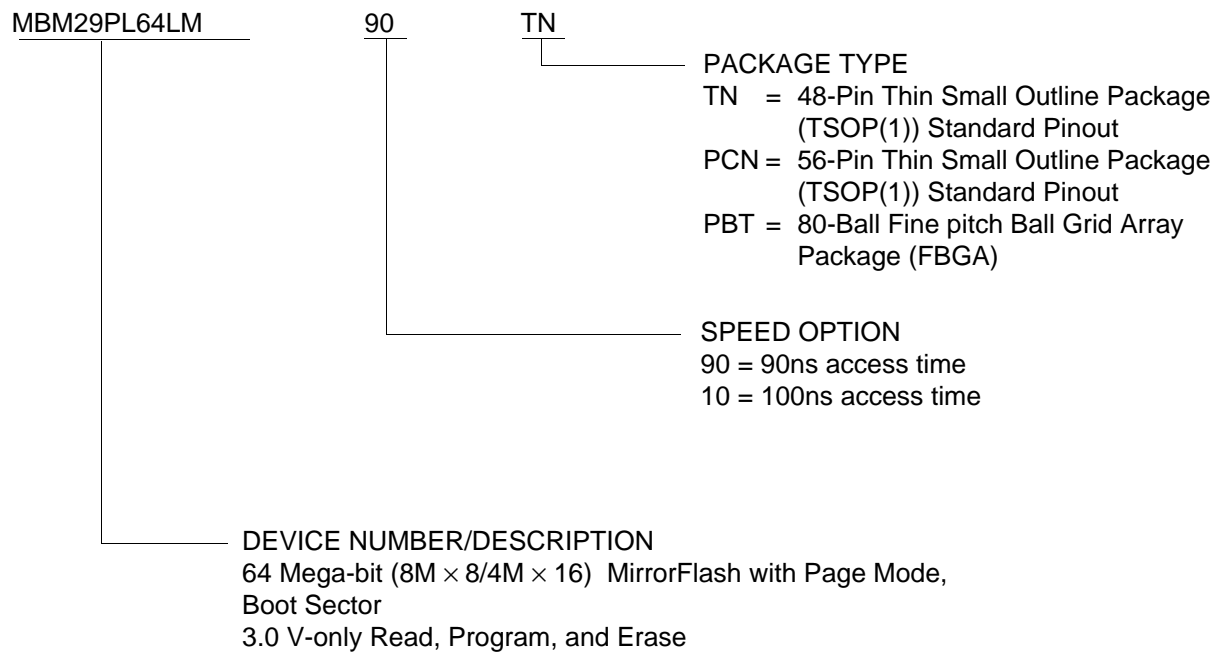 MBM29PL64LM 90 TN
PACKAGE TYPE
TN = 48-Pin Thin Small Outline Package
(TSOP(1)) Standard Pinout
PCN = 56-Pin Thin Small Outline Package
(TSOP(1)) Standard Pinout
PBT = 80-Ball Fine pitch Ball Grid Array
Package (FBGA)
SPEED OPTION
90 = 90ns access time
10 = 100ns access time
DEVICE NUMBER/DESCRIPTION
64 Mega-bit (8M × 8/4M × 16) MirrorFlash with Page Mode,
Boot Sector
3.0 V-only Read, Program, and Erase